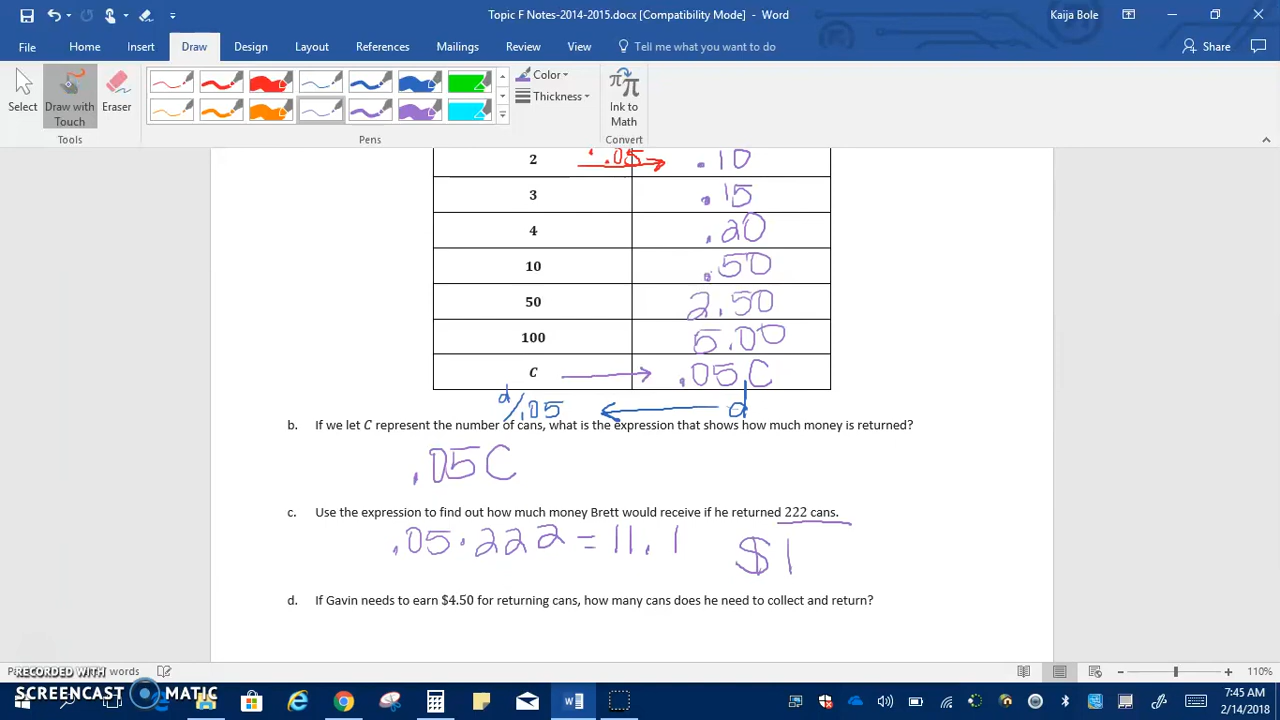 Topic F Notes-2014-2015.docx [Compatibility Mode] - Word
Kaija Bole
File Home Insert Draw Design Layout References Mailings Review View Tell me what you want to do Share
Select
Draw with Touch
Eraser
Tools
Pens
Color
Thickness
Ink to Math
Convert
2 .05 .10
3 .15
4 .20
10 .50
50 2.50
100 5.00
C .05C
d/.05 d
b. If we let C represent the number of cans, what is the expression that shows how much money is returned?
.05C
c. Use the expression to find out how much money Brett would receive if he returned 222 cans.
.05·222 = 11.1 $1
d. If Gavin needs to earn $4.50 for returning cans, how many cans does he need to collect and return?
words
110%
RECORDED WITH
SCREENCAST MATIC
7:45 AM
2/14/2018